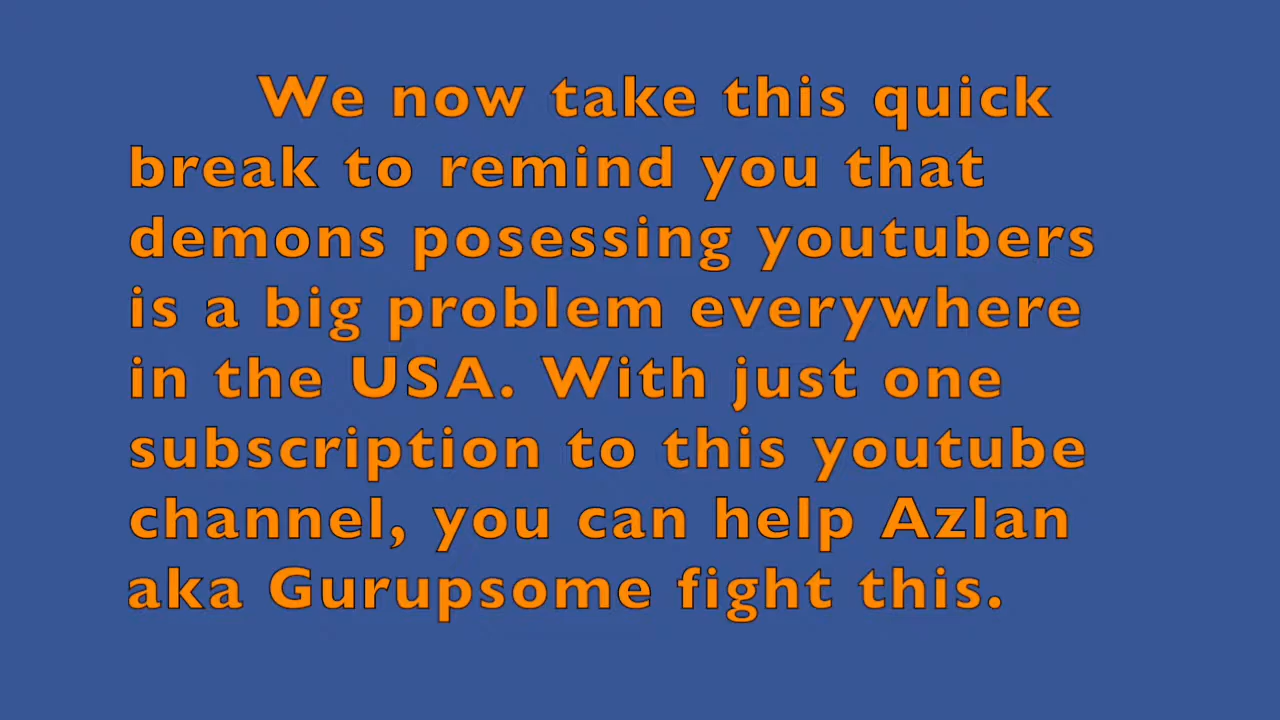 We now take this quick
break to remind you that
demons posessing youtubers
is a big problem everywhere
in the USA. With just one
subscription to this youtube
channel, you can help Azlan
aka Gurupsome fight this.